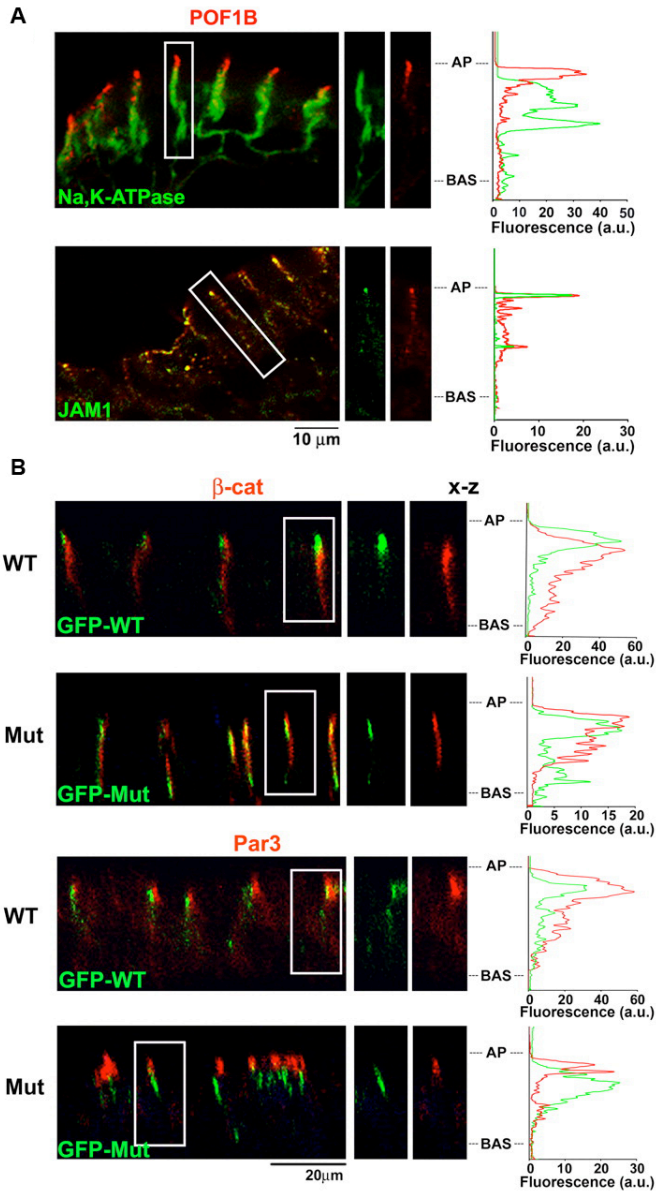 A
POF1B
Na,K-ATPase
AP
BAS
0 10 20 30 40 50
Fluorescence (a.u.)
JAM1
10 µm
AP
BAS
0 10 20 30
Fluorescence (a.u.)
B
β-cat
x-z
WT
GFP-WT
AP
BAS
0 20 40 60
Fluorescence (a.u.)
Mut
GFP-Mut
AP
BAS
0 5 10 15 20
Fluorescence (a.u.)
Par3
WT
GFP-WT
AP
BAS
0 20 40 60
Fluorescence (a.u.)
Mut
GFP-Mut
20µm
AP
BAS
0 10 20 30
Fluorescence (a.u.)